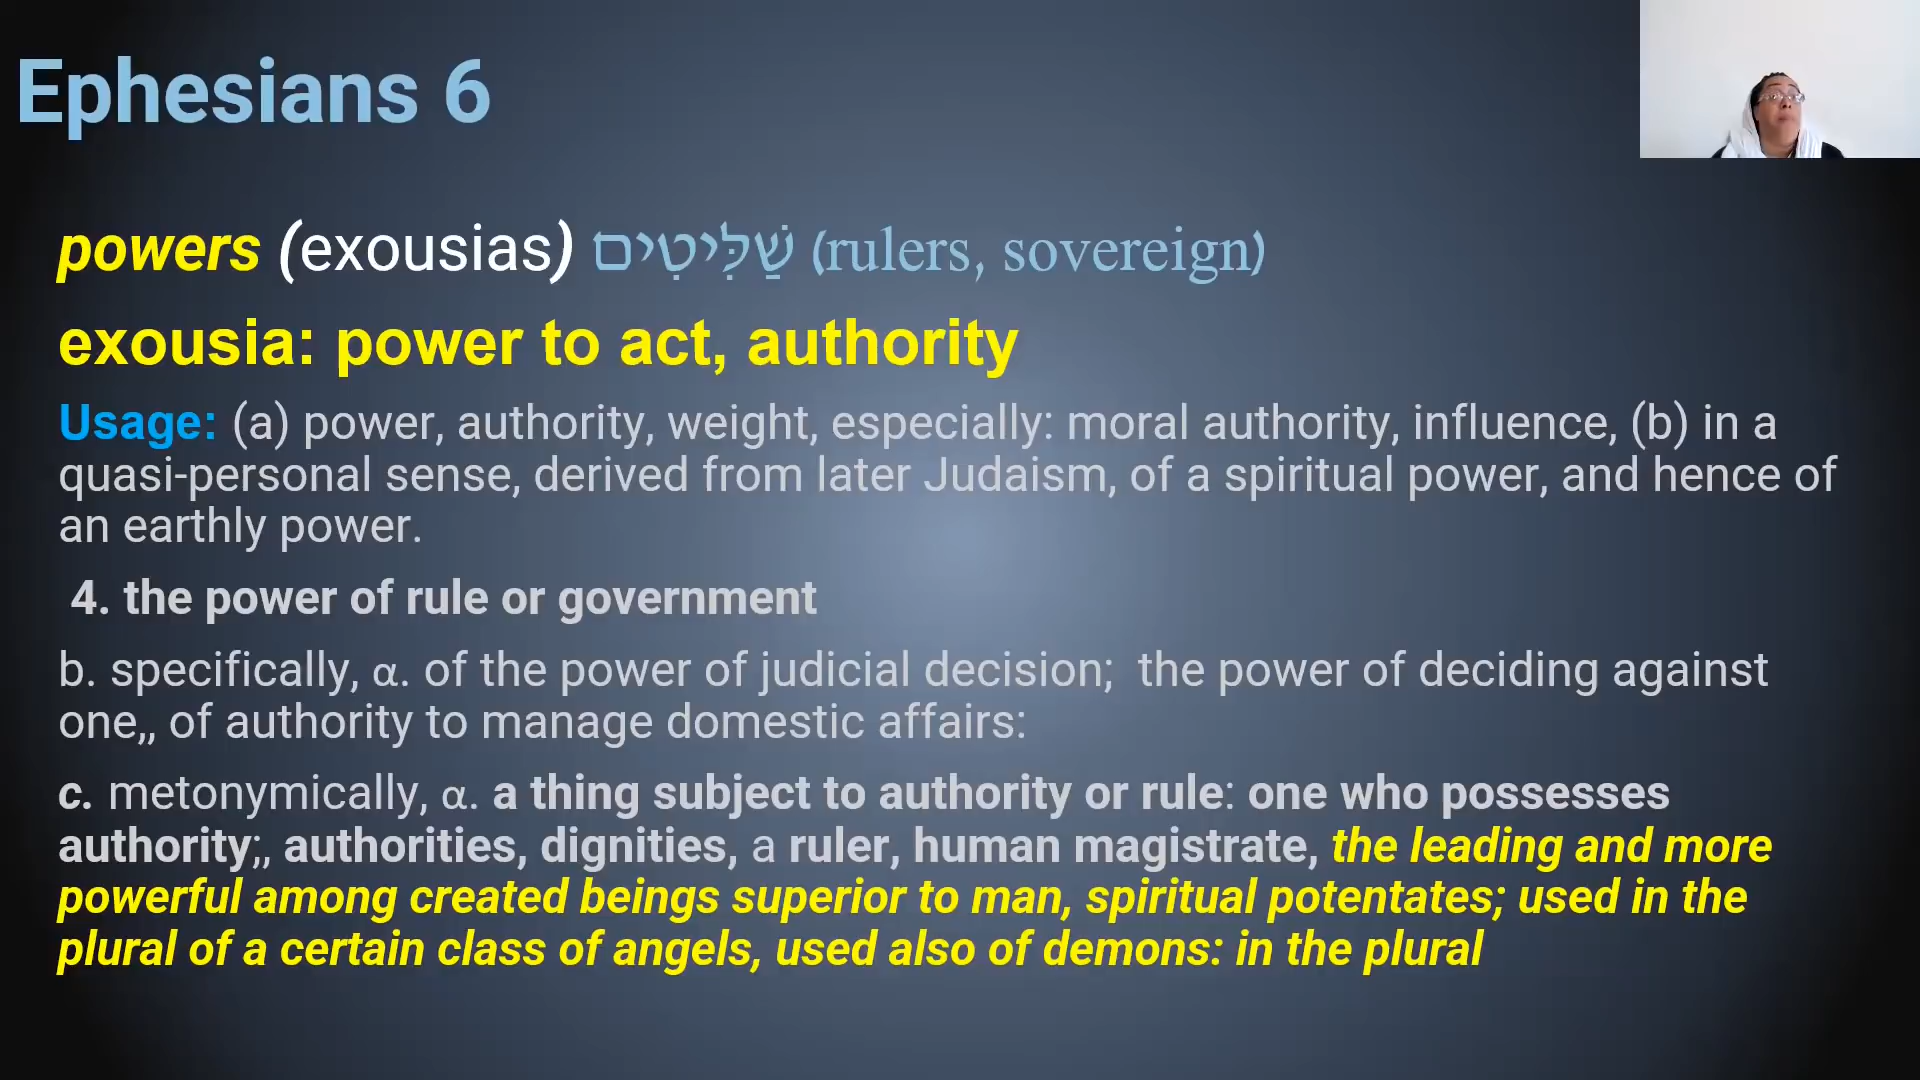 Ephesians 6
powers (exousias) שַׁלִּיטִים (rulers, sovereign)
exousia: power to act, authority
Usage: (a) power, authority, weight, especially: moral authority, influence, (b) in a
quasi-personal sense, derived from later Judaism, of a spiritual power, and hence of
an earthly power.
4. the power of rule or government
b. specifically, α. of the power of judicial decision; the power of deciding against
one,, of authority to manage domestic affairs:
c. metonymically, α. a thing subject to authority or rule: one who possesses
authority;, authorities, dignities, a ruler, human magistrate, the leading and more
powerful among created beings superior to man, spiritual potentates; used in the
plural of a certain class of angels, used also of demons: in the plural